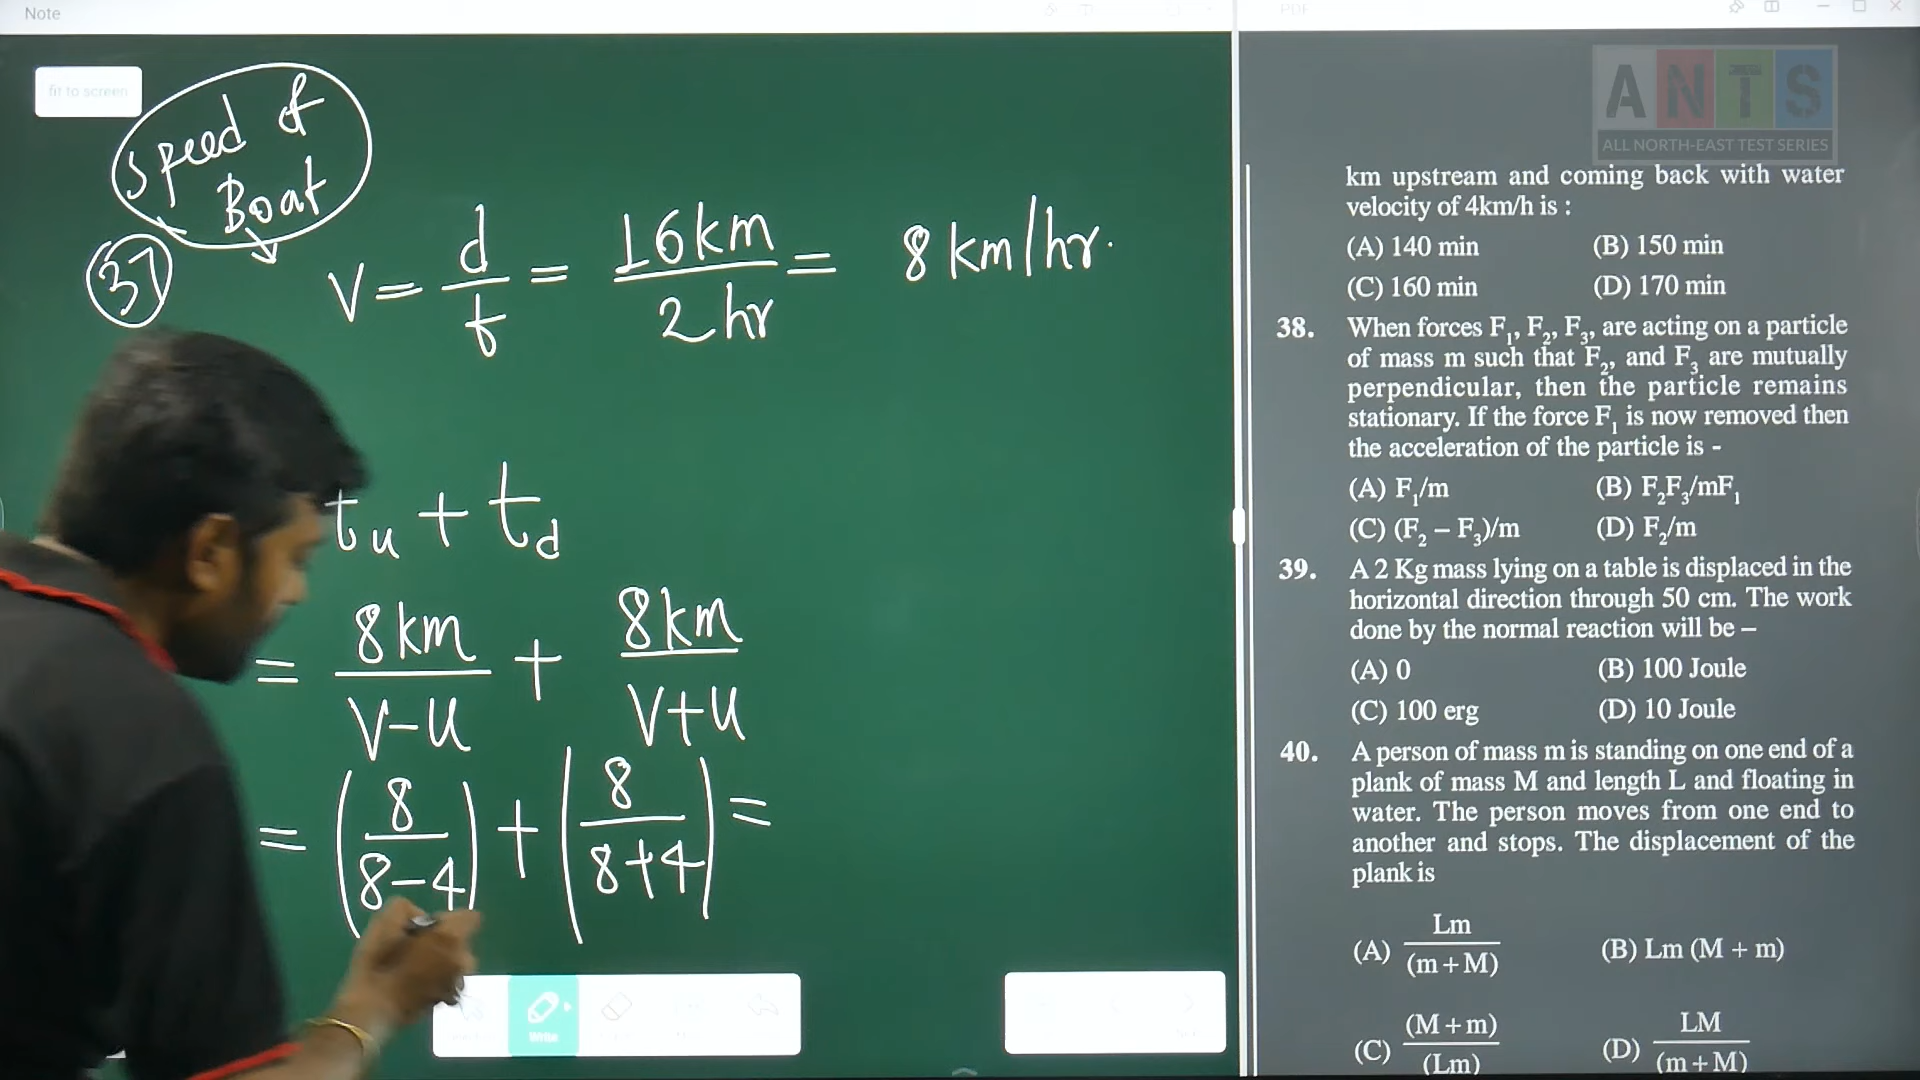 Note
PDF
fit to screen
Speed of
Boat
37
V = d/t = 16km/2hr = 8 km/hr.
tu + td
= 8km/V-u + 8km/V+u
= (8/8-4) + (8/8+4) =
Write
ANTS
ALL NORTH-EAST TEST SERIES
km upstream and coming back with water
velocity of 4km/h is :
(A) 140 min (B) 150 min
(C) 160 min (D) 170 min
38. When forces F₁, F₂, F₃, are acting on a particle
of mass m such that F₂, and F₃ are mutually
perpendicular, then the particle remains
stationary. If the force F₁ is now removed then
the acceleration of the particle is -
(A) F₁/m (B) F₂F₃/mF₁
(C) (F₂ – F₃)/m (D) F₂/m
39. A 2 Kg mass lying on a table is displaced in the
horizontal direction through 50 cm. The work
done by the normal reaction will be –
(A) 0 (B) 100 Joule
(C) 100 erg (D) 10 Joule
40. A person of mass m is standing on one end of a
plank of mass M and length L and floating in
water. The person moves from one end to
another and stops. The displacement of the
plank is
(A) Lm/(m+M) (B) Lm (M + m)
(C) (M+m)/(Lm) (D) LM/(m+M)